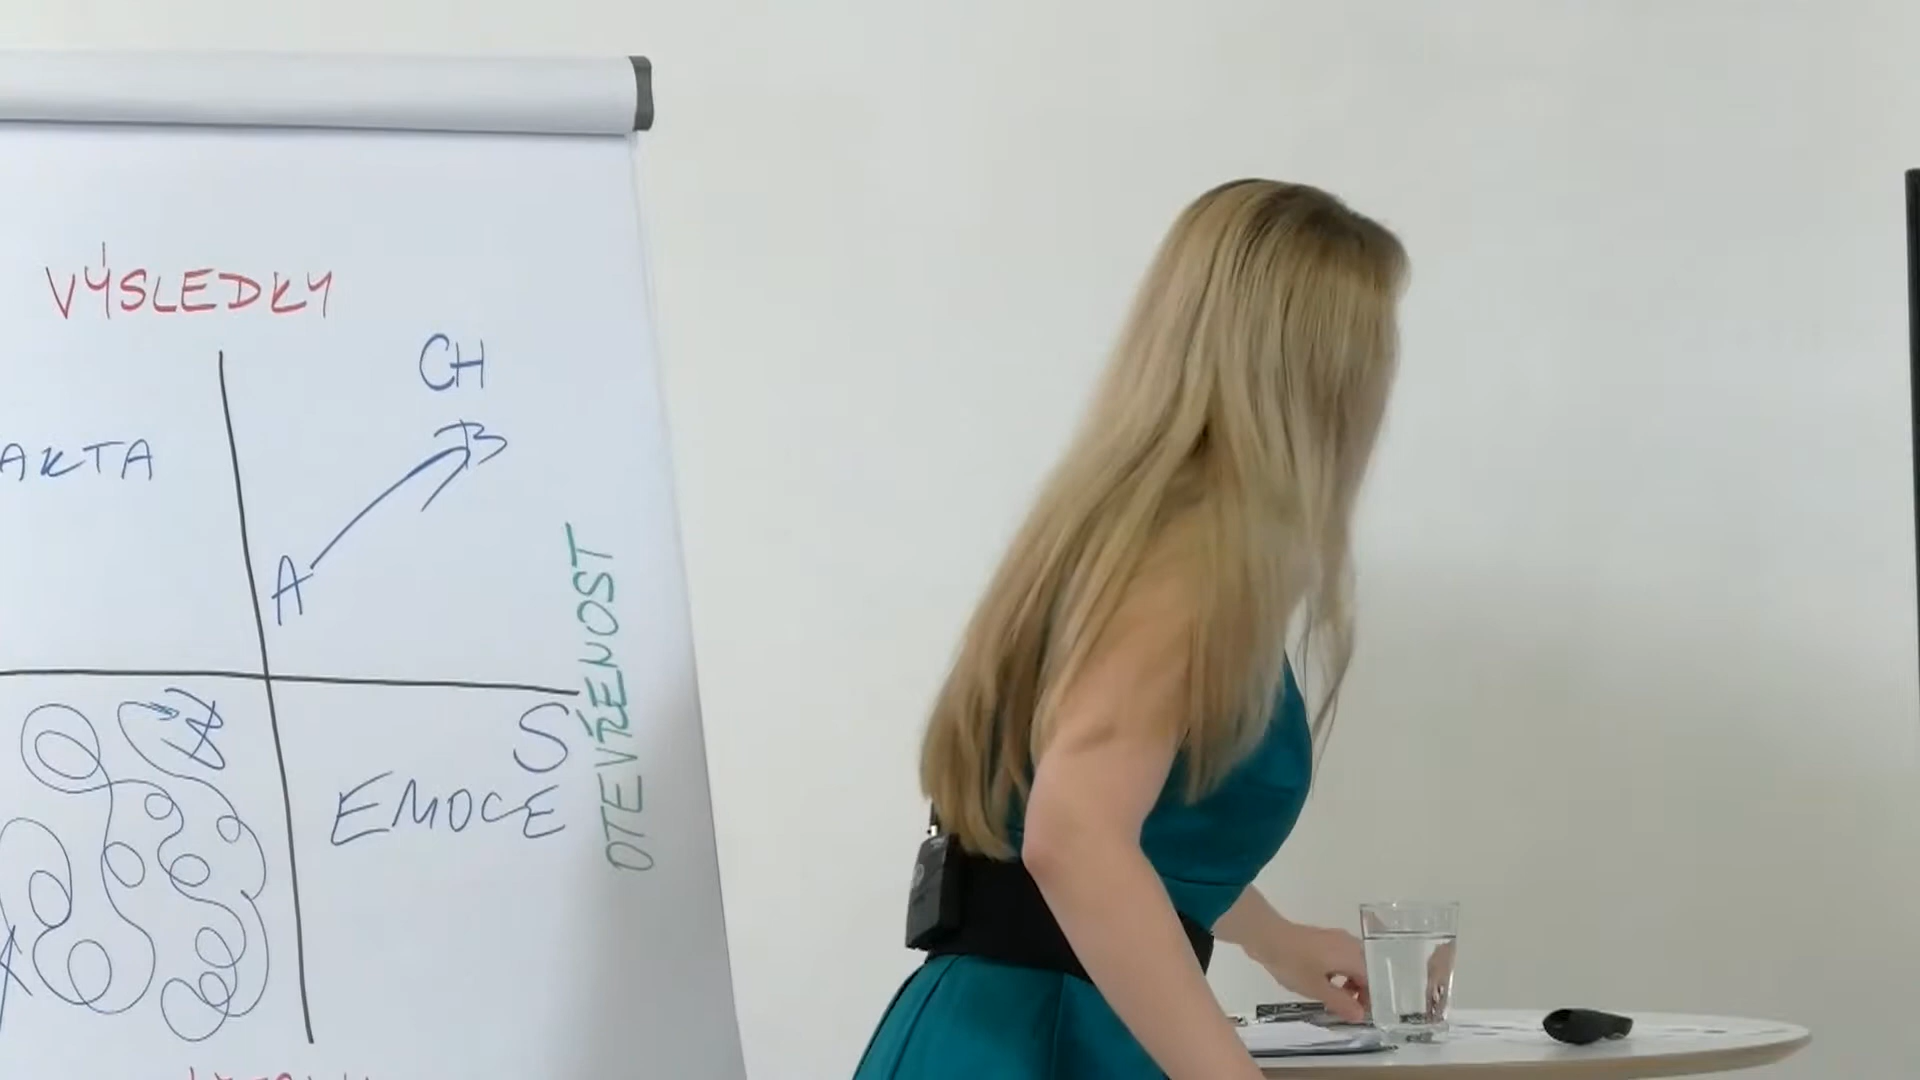 VÝSLEDKY
CH
B
AKTA
A
OTEVŘENOST
S
EMOCE